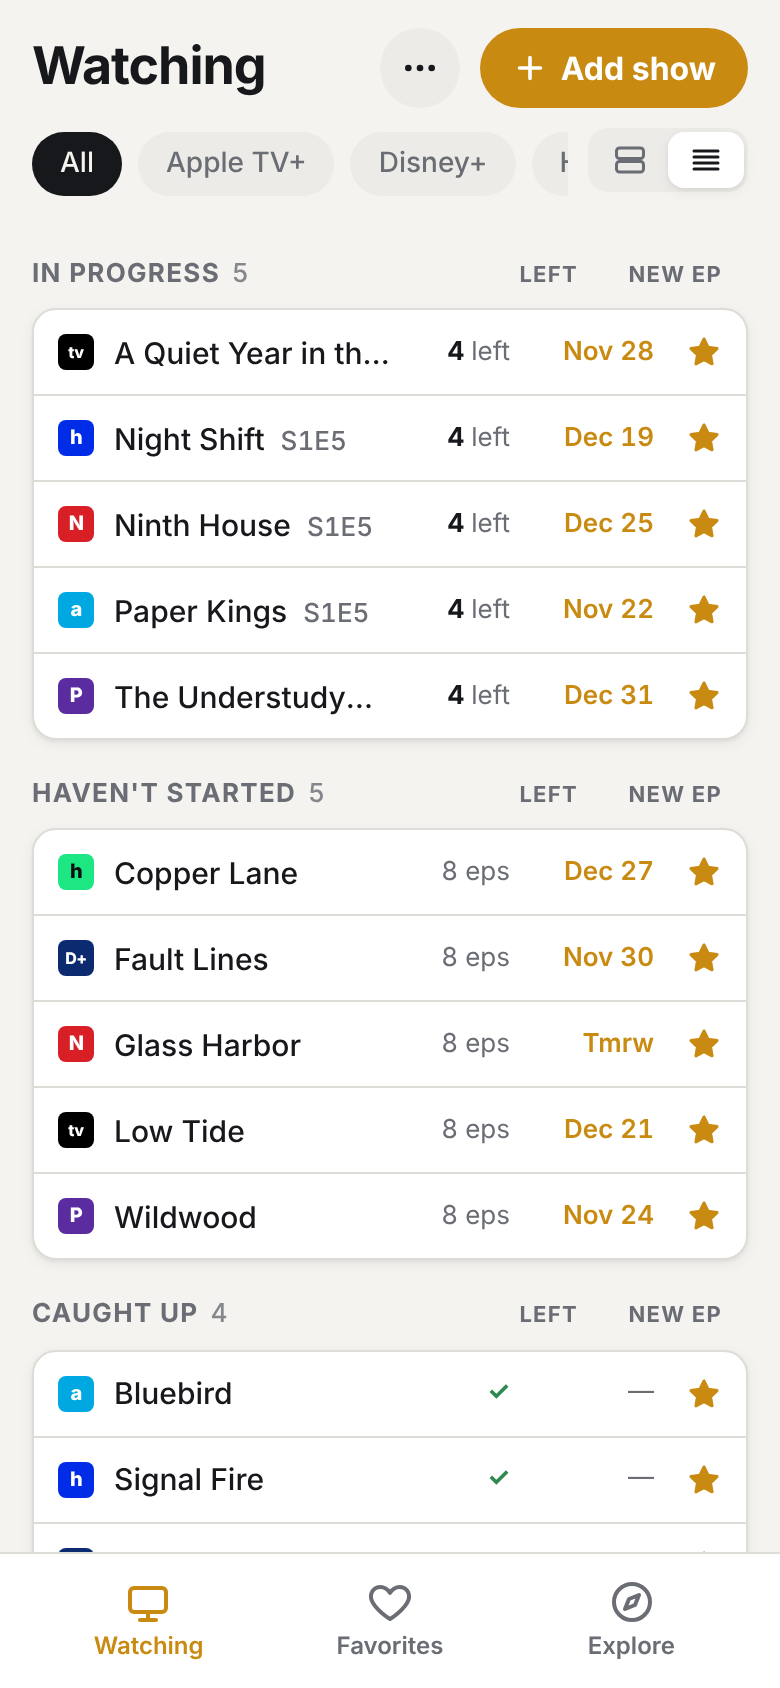 Watching
Add show
All Apple TV+ Disney+
IN PROGRESS 5 LEFT NEW EP
tv A Quiet Year in th... 4 left Nov 28
h Night Shift S1E5 4 left Dec 19
N Ninth House S1E5 4 left Dec 25
a Paper Kings S1E5 4 left Nov 22
P The Understudy... 4 left Dec 31
HAVEN'T STARTED 5 LEFT NEW EP
h Copper Lane 8 eps Dec 27
D+ Fault Lines 8 eps Nov 30
N Glass Harbor 8 eps Tmrw
tv Low Tide 8 eps Dec 21
P Wildwood 8 eps Nov 24
CAUGHT UP 4 LEFT NEW EP
a Bluebird —
h Signal Fire —
Watching Favorites Explore